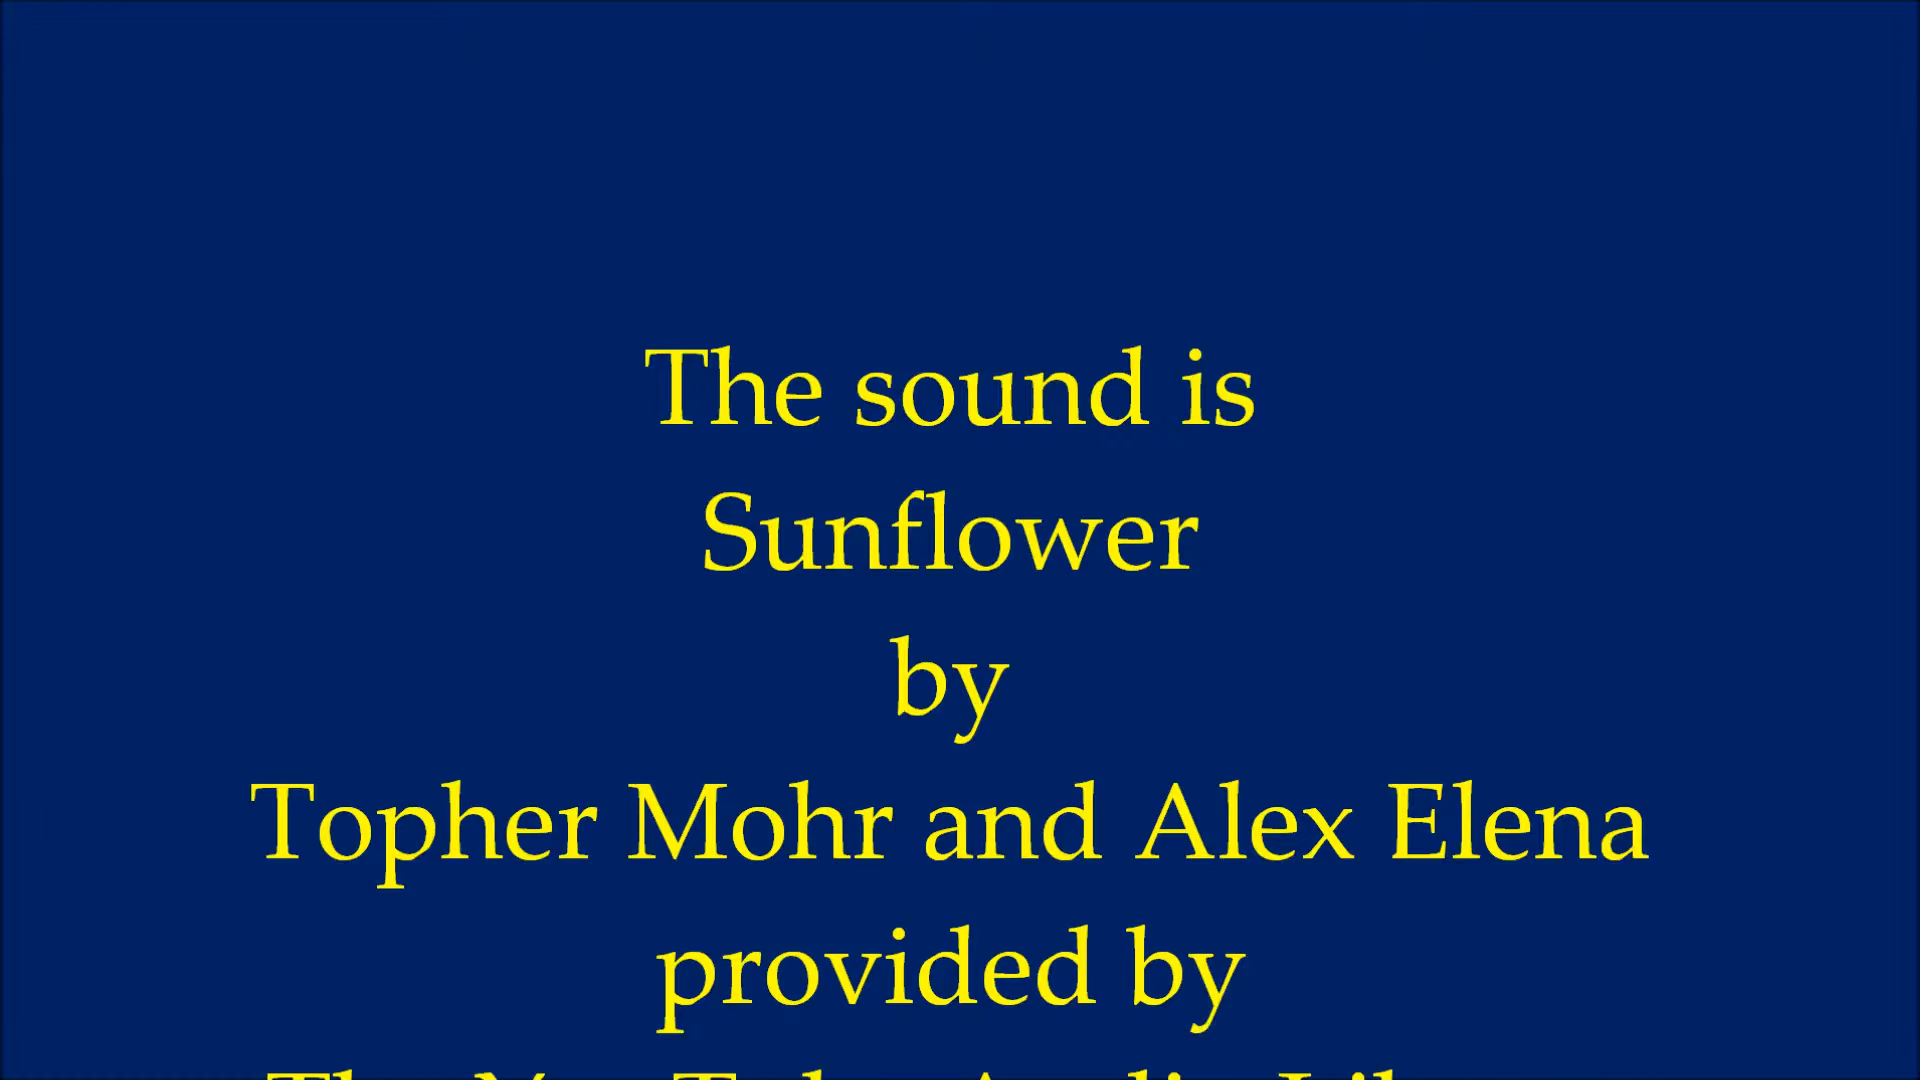 The sound is
Sunflower
by
Topher Mohr and Alex Elena
provided by